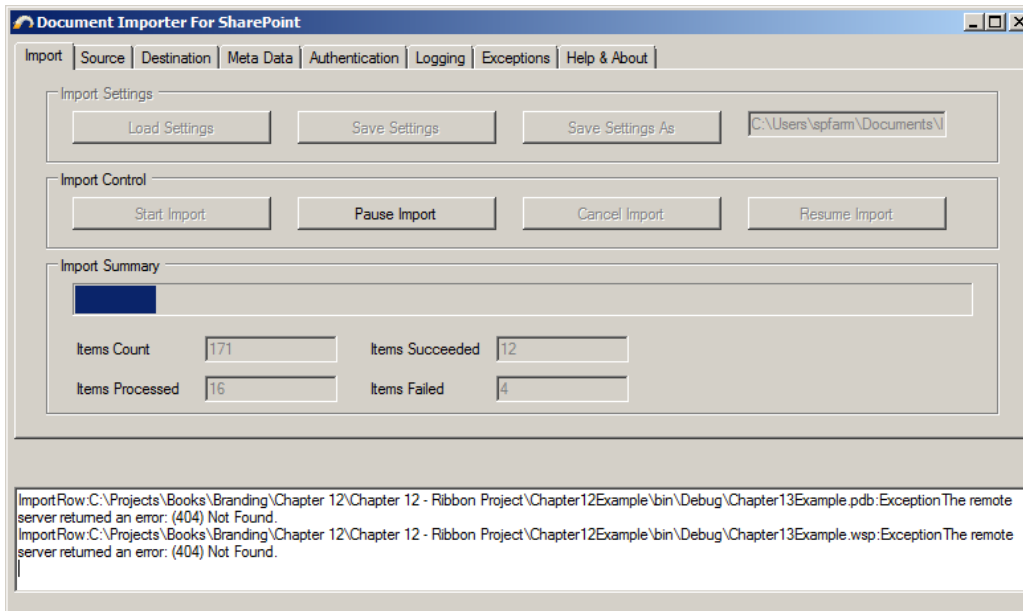 Document Importer For SharePoint
Import Source Destination Meta Data Authentication Logging Exceptions Help & About
Import Settings
Load Settings Save Settings Save Settings As C:\Users\spfarm\Documents\I
Import Control
Start Import Pause Import Cancel Import Resume Import
Import Summary
Items Count 171 Items Succeeded 12
Items Processed 16 Items Failed 4
ImportRow:C:\Projects\Books\Branding\Chapter 12\Chapter 12 - Ribbon Project\Chapter12Example\bin\Debug\Chapter13Example.pdb:ExceptionThe remote
server returned an error: (404) Not Found.
ImportRow:C:\Projects\Books\Branding\Chapter 12\Chapter 12 - Ribbon Project\Chapter12Example\bin\Debug\Chapter13Example.wsp:ExceptionThe remote
server returned an error: (404) Not Found.